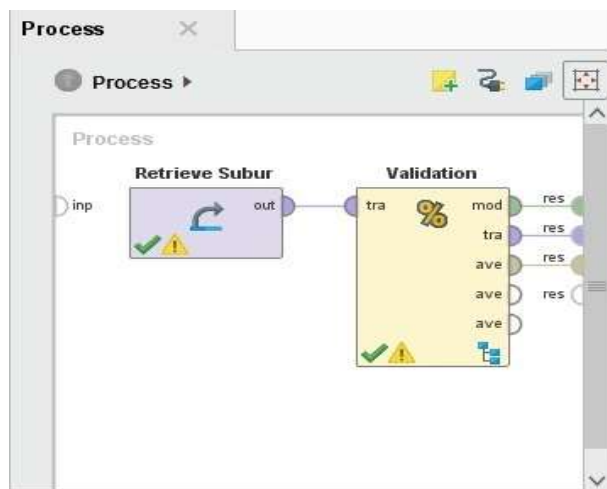 Process
Process
Process
Retrieve Subur
Validation
inp
out
tra
mod
res
tra
res
ave
res
ave
res
ave